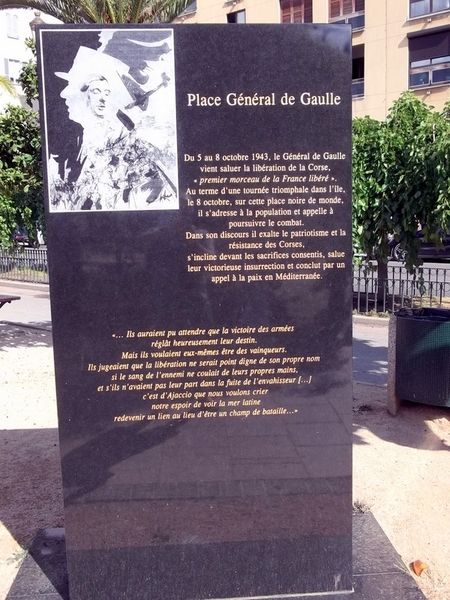 Place Général de Gaulle
Du 5 au 8 octobre 1943, le Général de Gaulle
vient saluer la libération de la Corse,
« premier morceau de la France libéré ».
Au terme d'une tournée triomphale dans l'île,
le 8 octobre, sur cette place noire de monde,
il s'adresse à la population et appelle à
poursuivre le combat.
Dans son discours il exalte le patriotisme et la
résistance des Corses,
s'incline devant les sacrifices consentis, salue
leur victorieuse insurrection et conclut par un
appel à la paix en Méditerranée.
«... Ils auraient pu attendre que la victoire des armées
réglât heureusement leur destin.
Mais ils voulaient eux-mêmes être des vainqueurs.
Ils jugeaient que la libération ne serait point digne de son propre nom
si le sang de l'ennemi ne coulait de leurs propres mains,
et s'ils n'avaient pas leur part dans la fuite de l'envahisseur [...]
c'est d'Ajaccio que nous voulons crier
notre espoir de voir la mer latine
redevenir un lien au lieu d'être un champ de bataille...»